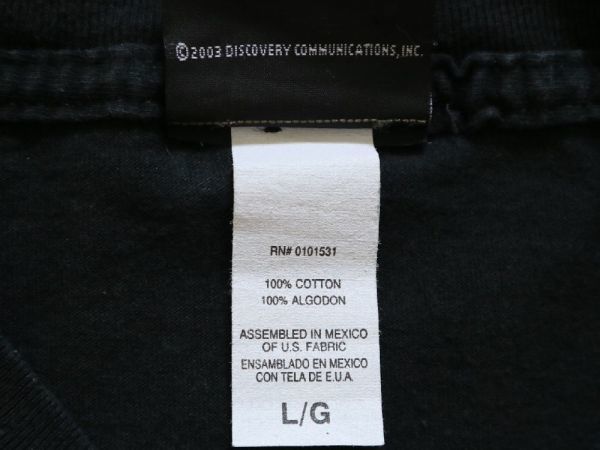 ©2003 DISCOVERY COMMUNICATIONS, INC.
RN# 0101531
100% COTTON
100% ALGODON
ASSEMBLED IN MEXICO
OF U.S. FABRIC
ENSAMBLADO EN MEXICO
CON TELA DE E.U.A.
L/G